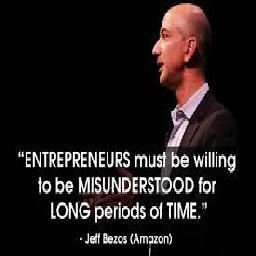 “ENTREPRENEURS must be willing
to be MISUNDERSTOOD for
LONG periods of TIME.”
- Jeff Bezos (Amazon)